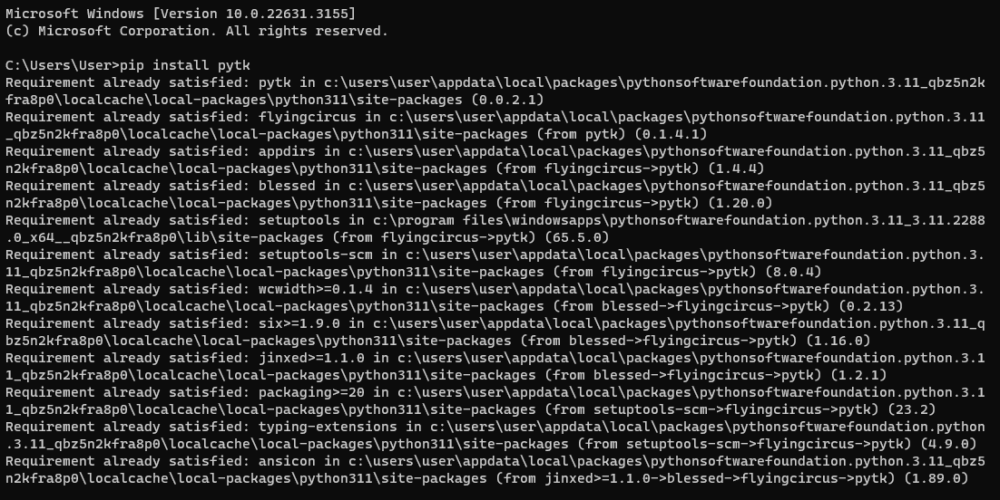 Microsoft Windows [Version 10.0.22631.3155]
(c) Microsoft Corporation. All rights reserved.
C:\Users\User>pip install pytk
Requirement already satisfied: pytk in c:\users\user\appdata\local\packages\pythonsoftwarefoundation.python.3.11_qbz5n2k
fra8p0\localcache\local-packages\python311\site-packages (0.0.2.1)
Requirement already satisfied: flyingcircus in c:\users\user\appdata\local\packages\pythonsoftwarefoundation.python.3.11
_qbz5n2kfra8p0\localcache\local-packages\python311\site-packages (from pytk) (0.1.4.1)
Requirement already satisfied: appdirs in c:\users\user\appdata\local\packages\pythonsoftwarefoundation.python.3.11_qbz5
n2kfra8p0\localcache\local-packages\python311\site-packages (from flyingcircus->pytk) (1.4.4)
Requirement already satisfied: blessed in c:\users\user\appdata\local\packages\pythonsoftwarefoundation.python.3.11_qbz5
n2kfra8p0\localcache\local-packages\python311\site-packages (from flyingcircus->pytk) (1.20.0)
Requirement already satisfied: setuptools in c:\program files\windowsapps\pythonsoftwarefoundation.python.3.11_3.11.2288
.0_x64__qbz5n2kfra8p0\lib\site-packages (from flyingcircus->pytk) (65.5.0)
Requirement already satisfied: setuptools-scm in c:\users\user\appdata\local\packages\pythonsoftwarefoundation.python.3.
11_qbz5n2kfra8p0\localcache\local-packages\python311\site-packages (from flyingcircus->pytk) (8.0.4)
Requirement already satisfied: wcwidth>=0.1.4 in c:\users\user\appdata\local\packages\pythonsoftwarefoundation.python.3.
11_qbz5n2kfra8p0\localcache\local-packages\python311\site-packages (from blessed->flyingcircus->pytk) (0.2.13)
Requirement already satisfied: six>=1.9.0 in c:\users\user\appdata\local\packages\pythonsoftwarefoundation.python.3.11_q
bz5n2kfra8p0\localcache\local-packages\python311\site-packages (from blessed->flyingcircus->pytk) (1.16.0)
Requirement already satisfied: jinxed>=1.1.0 in c:\users\user\appdata\local\packages\pythonsoftwarefoundation.python.3.1
1_qbz5n2kfra8p0\localcache\local-packages\python311\site-packages (from blessed->flyingcircus->pytk) (1.2.1)
Requirement already satisfied: packaging>=20 in c:\users\user\appdata\local\packages\pythonsoftwarefoundation.python.3.1
1_qbz5n2kfra8p0\localcache\local-packages\python311\site-packages (from setuptools-scm->flyingcircus->pytk) (23.2)
Requirement already satisfied: typing-extensions in c:\users\user\appdata\local\packages\pythonsoftwarefoundation.python
.3.11_qbz5n2kfra8p0\localcache\local-packages\python311\site-packages (from setuptools-scm->flyingcircus->pytk) (4.9.0)
Requirement already satisfied: ansicon in c:\users\user\appdata\local\packages\pythonsoftwarefoundation.python.3.11_qbz5
n2kfra8p0\localcache\local-packages\python311\site-packages (from jinxed>=1.1.0->blessed->flyingcircus->pytk) (1.89.0)